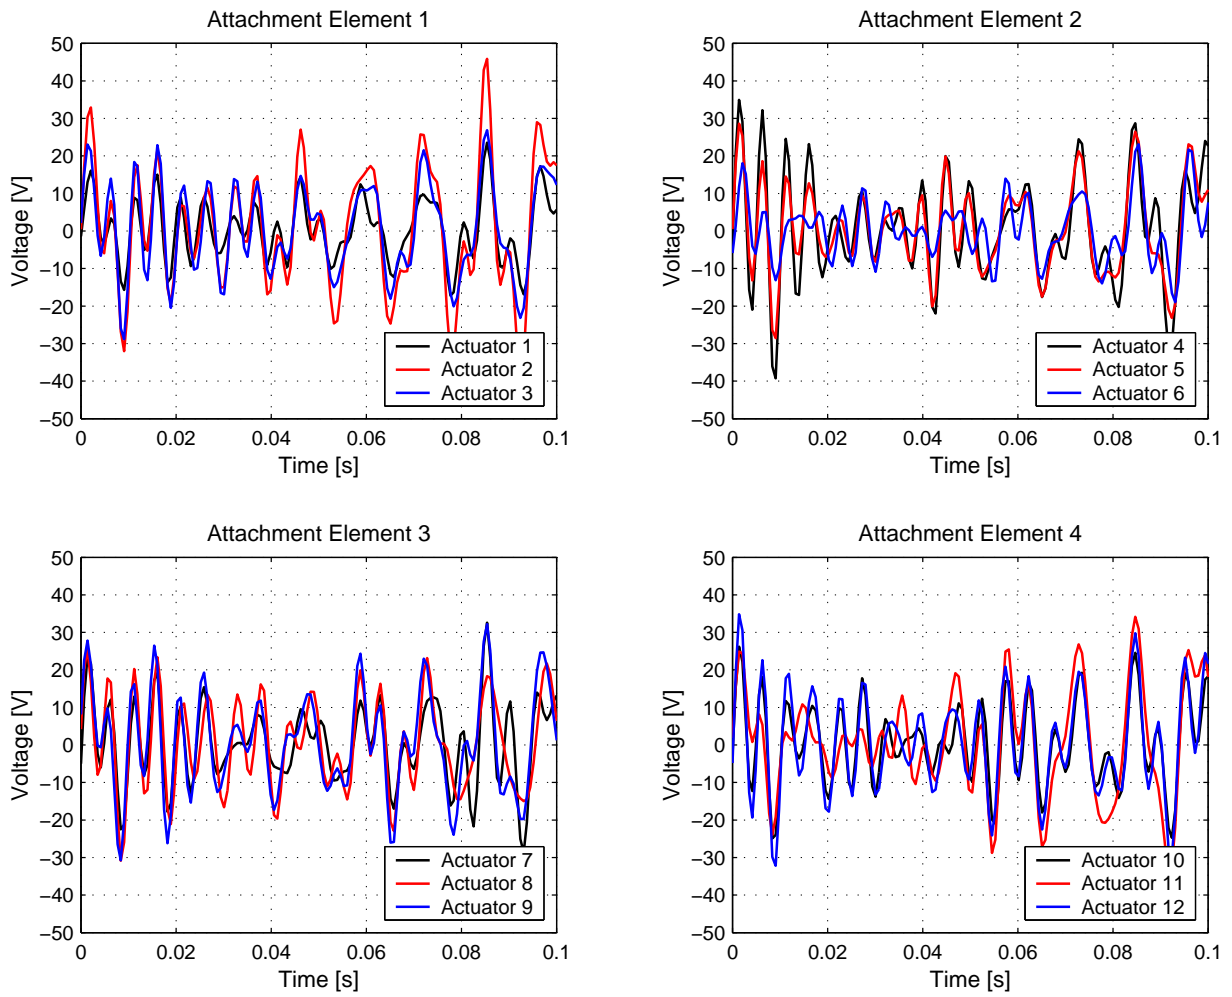 Attachment Element 1
50
40
30
20
10
0
−10
−20
−30
−40
−50
Voltage [V]
Actuator 1
Actuator 2
Actuator 3
0 0.02 0.04 0.06 0.08 0.1
Time [s]
Attachment Element 2
50
40
30
20
10
0
−10
−20
−30
−40
−50
Voltage [V]
Actuator 4
Actuator 5
Actuator 6
0 0.02 0.04 0.06 0.08 0.1
Time [s]
Attachment Element 3
50
40
30
20
10
0
−10
−20
−30
−40
−50
Voltage [V]
Actuator 7
Actuator 8
Actuator 9
0 0.02 0.04 0.06 0.08 0.1
Time [s]
Attachment Element 4
50
40
30
20
10
0
−10
−20
−30
−40
−50
Voltage [V]
Actuator 10
Actuator 11
Actuator 12
0 0.02 0.04 0.06 0.08 0.1
Time [s]